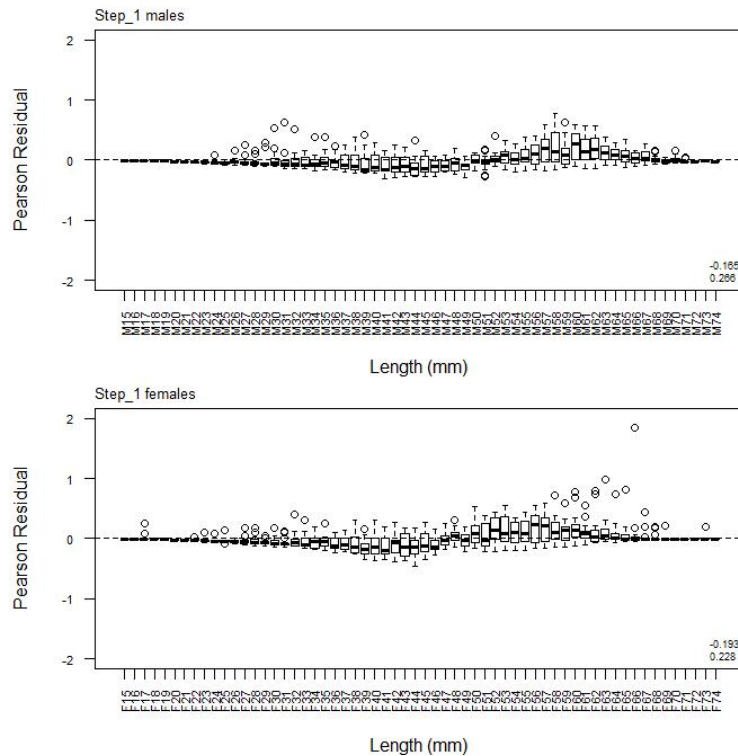 Step_1 males
2
1
0
-1
-2
Pearson Residual
-0.165
0.266
M15 M16 M17 M18 M19 M20 M21 M22 M23 M24 M25 M26 M27 M28 M29 M30 M31 M32 M33 M34 M35 M36 M37 M38 M39 M40 M41 M42 M43 M44 M45 M46 M47 M48 M49 M50 M51 M52 M53 M54 M55 M56 M57 M58 M59 M60 M61 M62 M63 M64 M65 M66 M67 M68 M69 M70 M71 M72 M73 M74
Length (mm)
Step_1 females
2
1
0
-1
-2
Pearson Residual
-0.193
0.228
F15 F16 F17 F18 F19 F20 F21 F22 F23 F24 F25 F26 F27 F28 F29 F30 F31 F32 F33 F34 F35 F36 F37 F38 F39 F40 F41 F42 F43 F44 F45 F46 F47 F48 F49 F50 F51 F52 F53 F54 F55 F56 F57 F58 F59 F60 F61 F62 F63 F64 F65 F66 F67 F68 F69 F70 F71 F72 F73 F74
Length (mm)